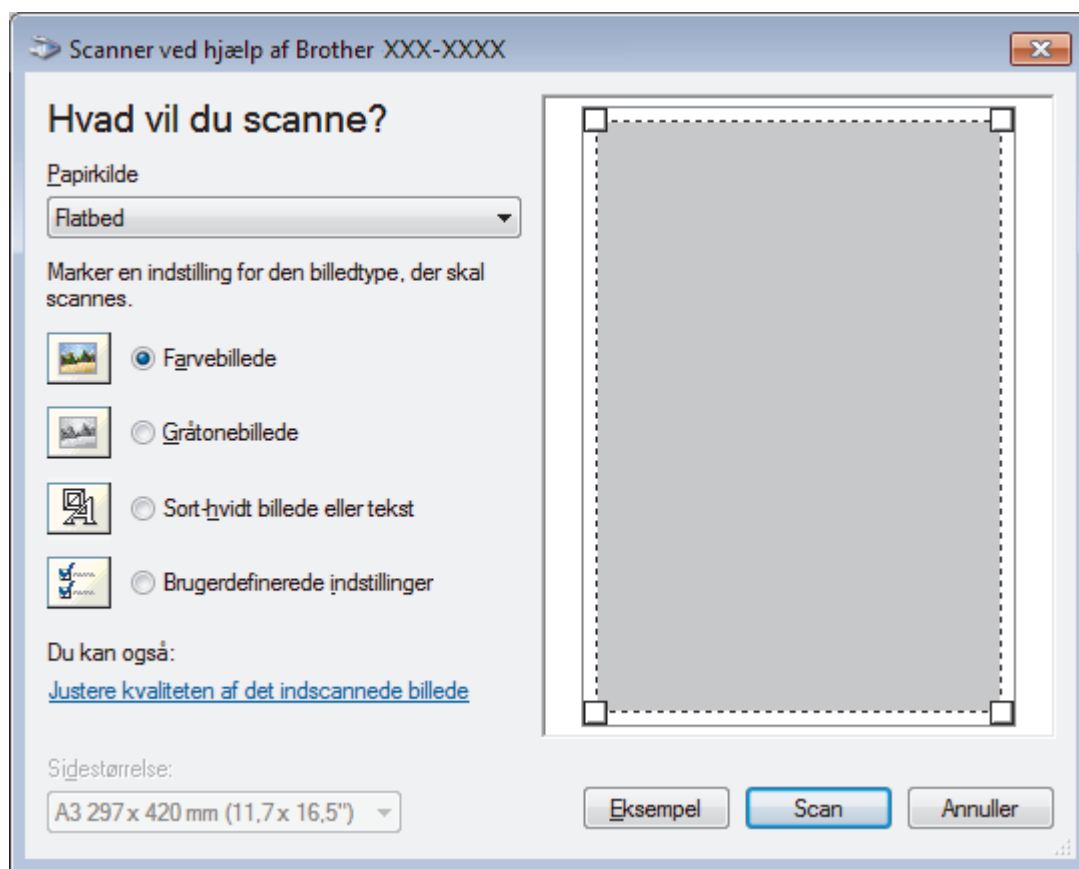 Scanner ved hjælp af Brother XXX-XXXX
Hvad vil du scanne?
Papirkilde
Flatbed
Marker en indstilling for den billedtype, der skal
scannes.
Farvebillede
Gråtonebillede
Sort-hvidt billede eller tekst
Brugerdefinerede indstillinger
Du kan også:
Justere kvaliteten af det indscannede billede
Sidestørrelse:
A3 297 x 420 mm (11,7 x 16,5")
Eksempel
Scan
Annuller